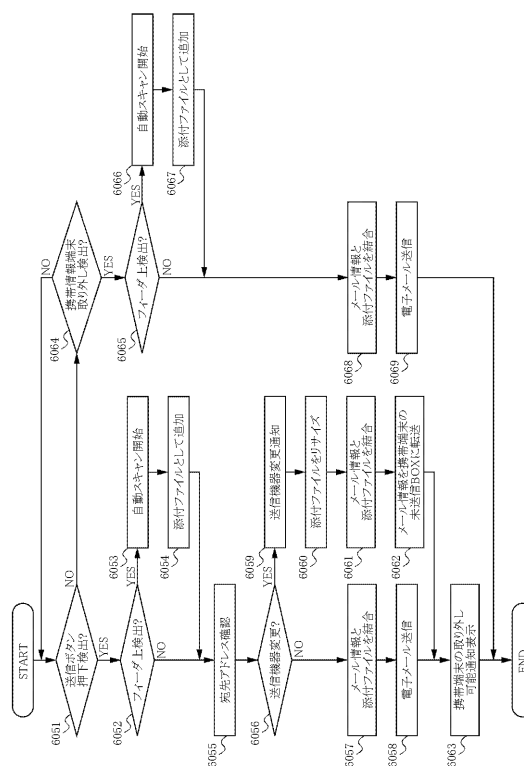 START
6051
送信ボタン
押下検出?
YES
NO
6052
フィーダ上検出?
YES
NO
6053
自動スキャン開始
6054
添付ファイルとして追加
6055
宛先アドレス確認
6056
送信機器変更?
YES
NO
6057
メール情報と
添付ファイルを結合
6058
電子メール送信
6059
送信機器変更通知
6060
添付ファイルをリサイズ
6061
メール情報と
添付ファイルを結合
6062
メール情報を携帯端末の
未送信BOXに転送
6063
携帯端末の取り外し
可能通知表示
6064
携帯情報端末
取り外し検出?
NO
YES
6065
フィーダ上検出?
YES
NO
6066
自動スキャン開始
6067
添付ファイルとして追加
6068
メール情報と
添付ファイルを結合
6069
電子メール送信
END